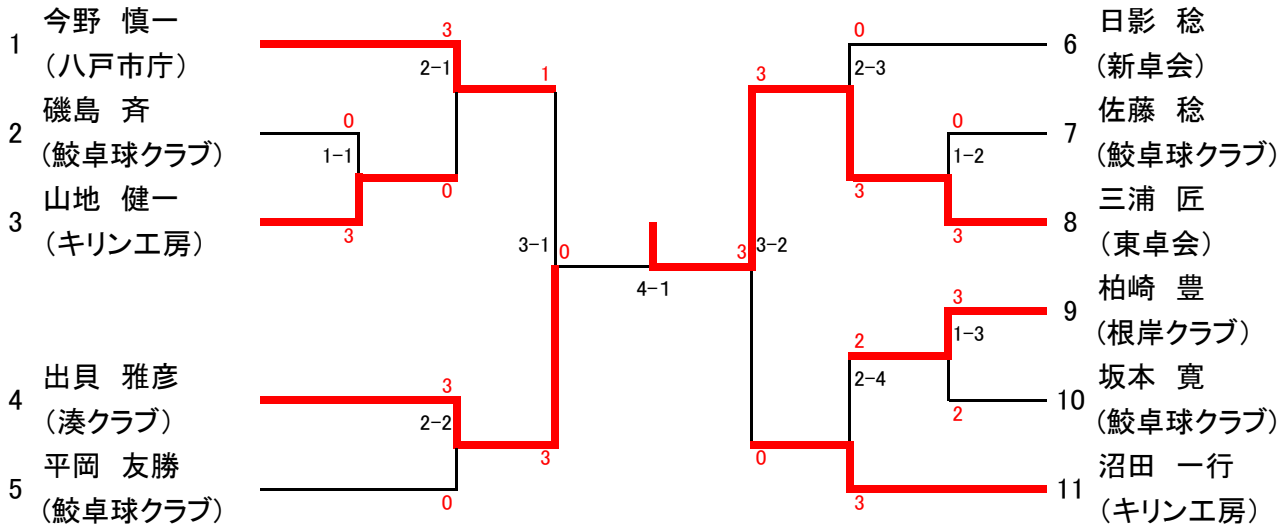 1 今野 慎一
(八戸市庁)
2 磯島 斉
(鮫卓球クラブ)
3 山地 健一
(キリン工房)
4 出貝 雅彦
(湊クラブ)
5 平岡 友勝
(鮫卓球クラブ)
3
2-1
1
0
1-1
0
3
3-1
0
3
2-2
3
0
4-1
3
3-2
3
0
2-3
0
1-2
3
3
3
1-3
2
2-4
2
0
3
6 日影 稔
(新卓会)
7 佐藤 稔
(鮫卓球クラブ)
8 三浦 匠
(東卓会)
9 柏崎 豊
(根岸クラブ)
10 坂本 寛
(鮫卓球クラブ)
11 沼田 一行
(キリン工房)